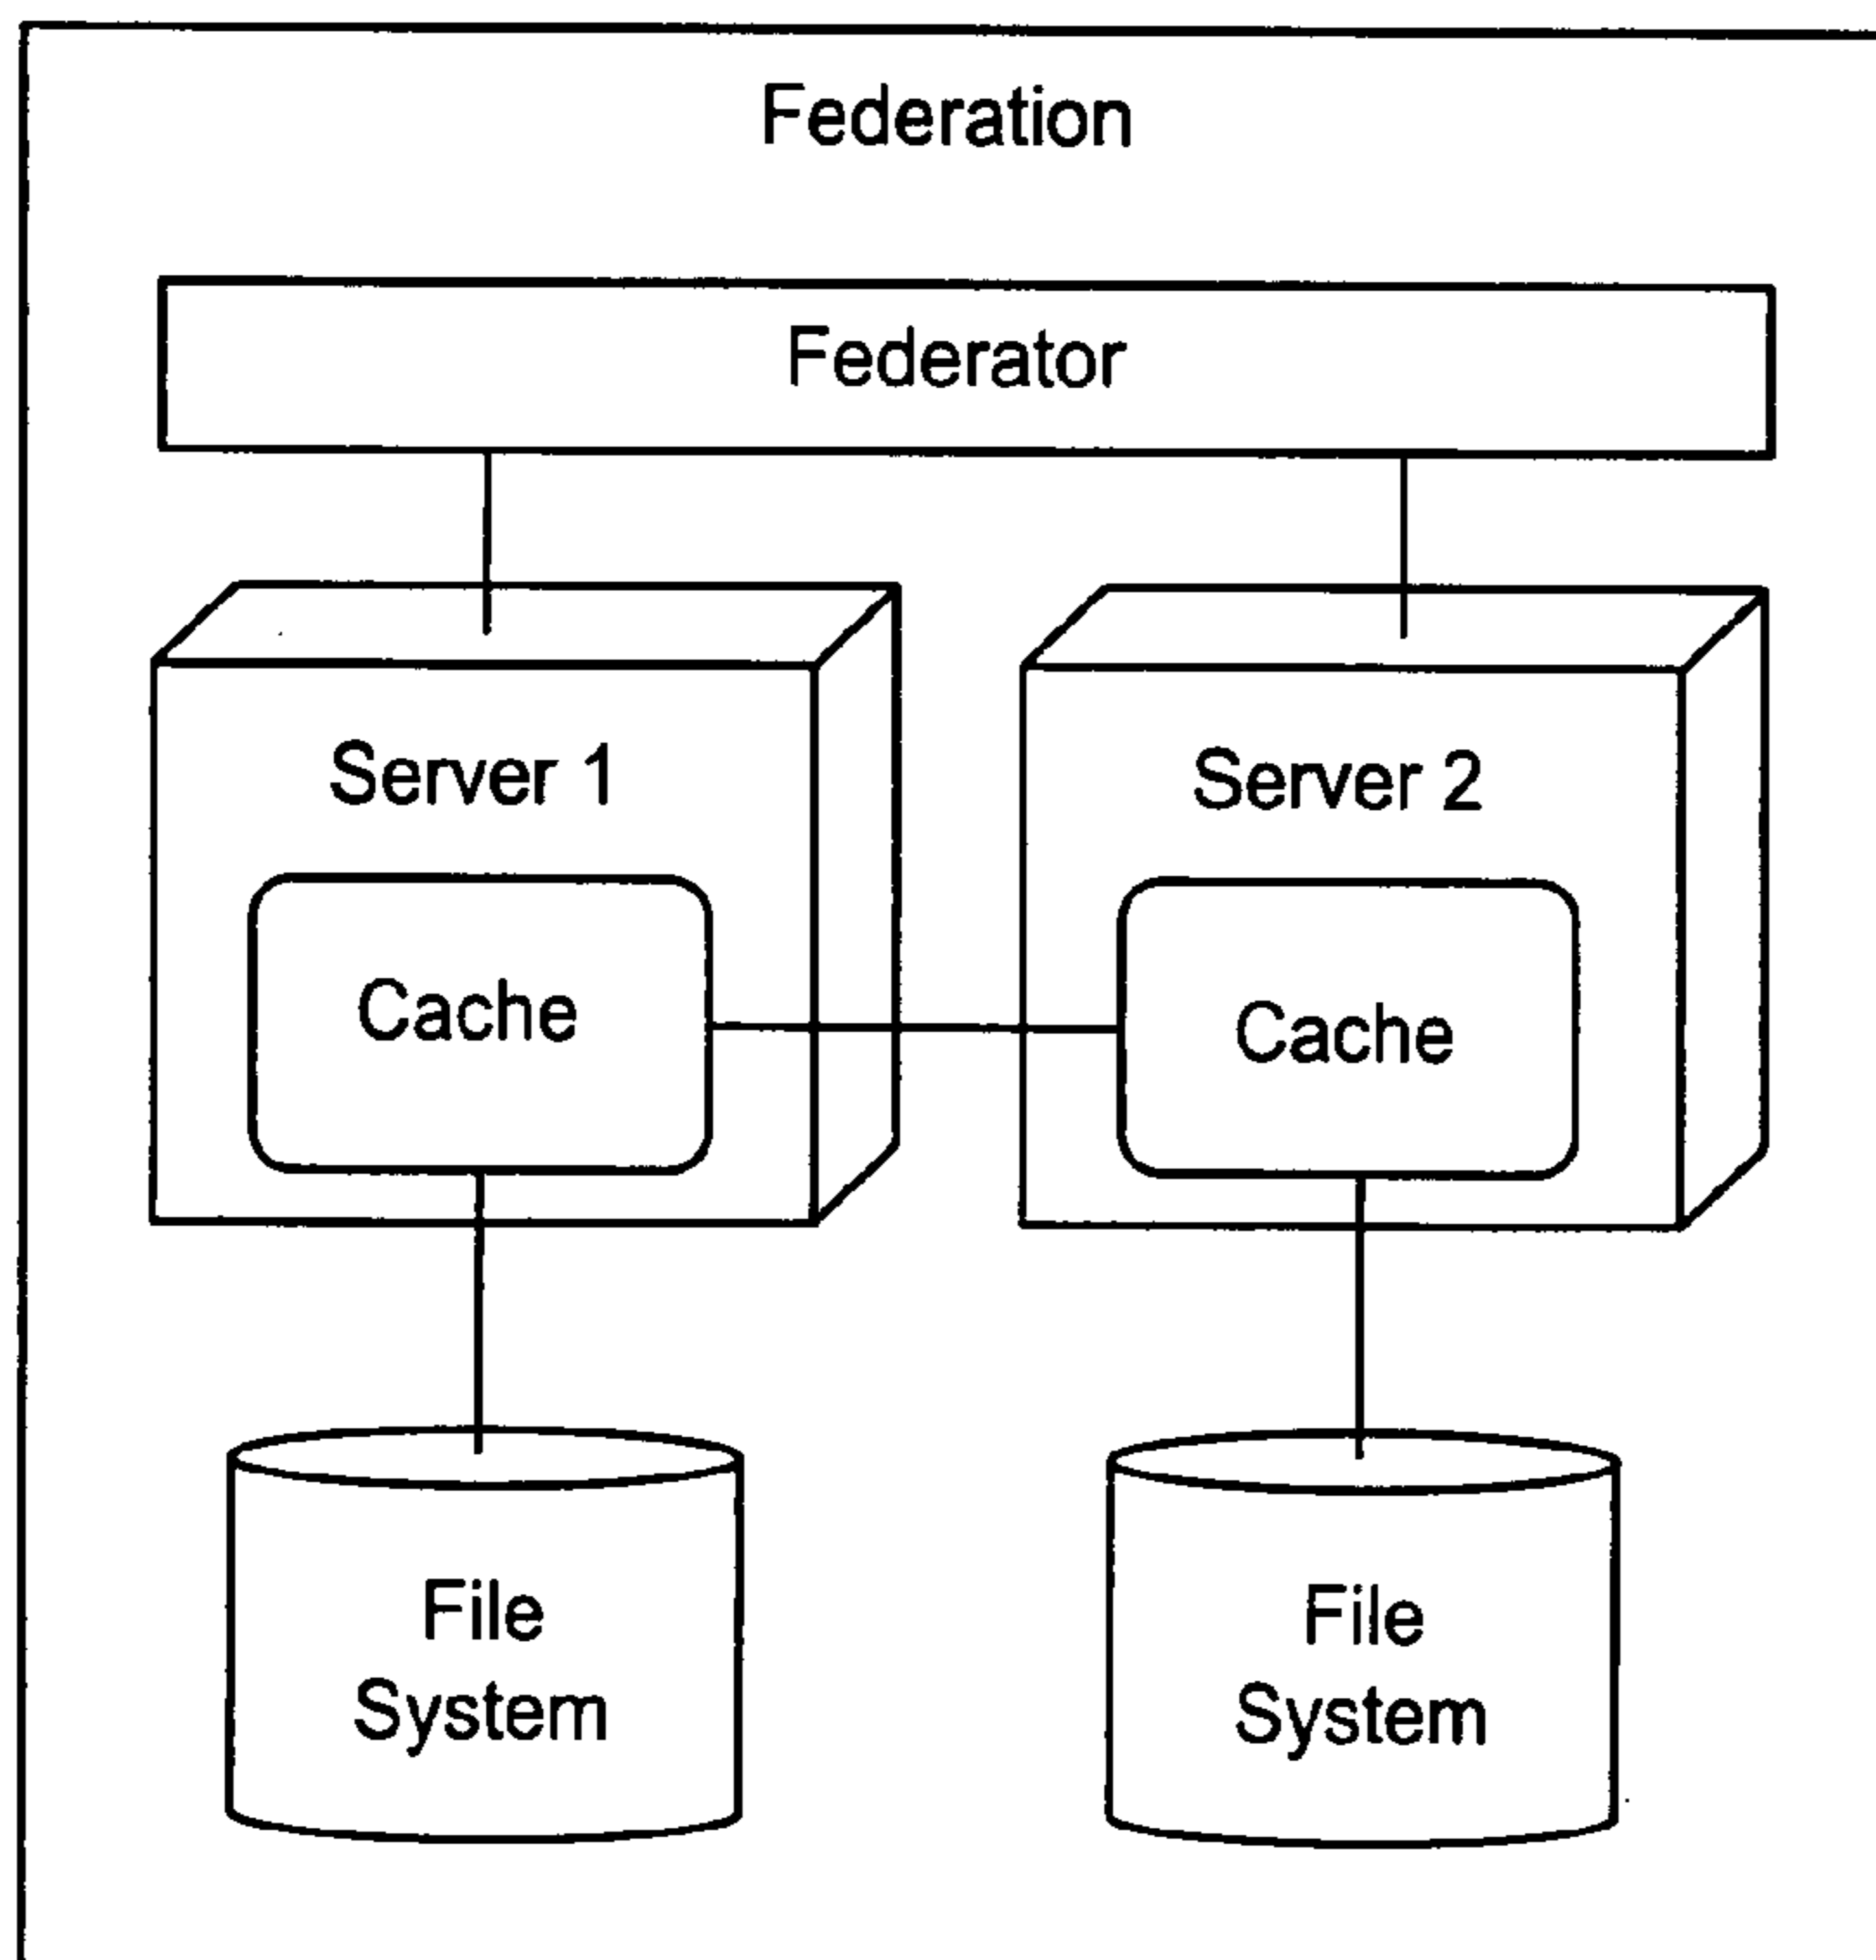 Federation
Federator
Server 1
Server 2
Cache
Cache
File
System
File
System